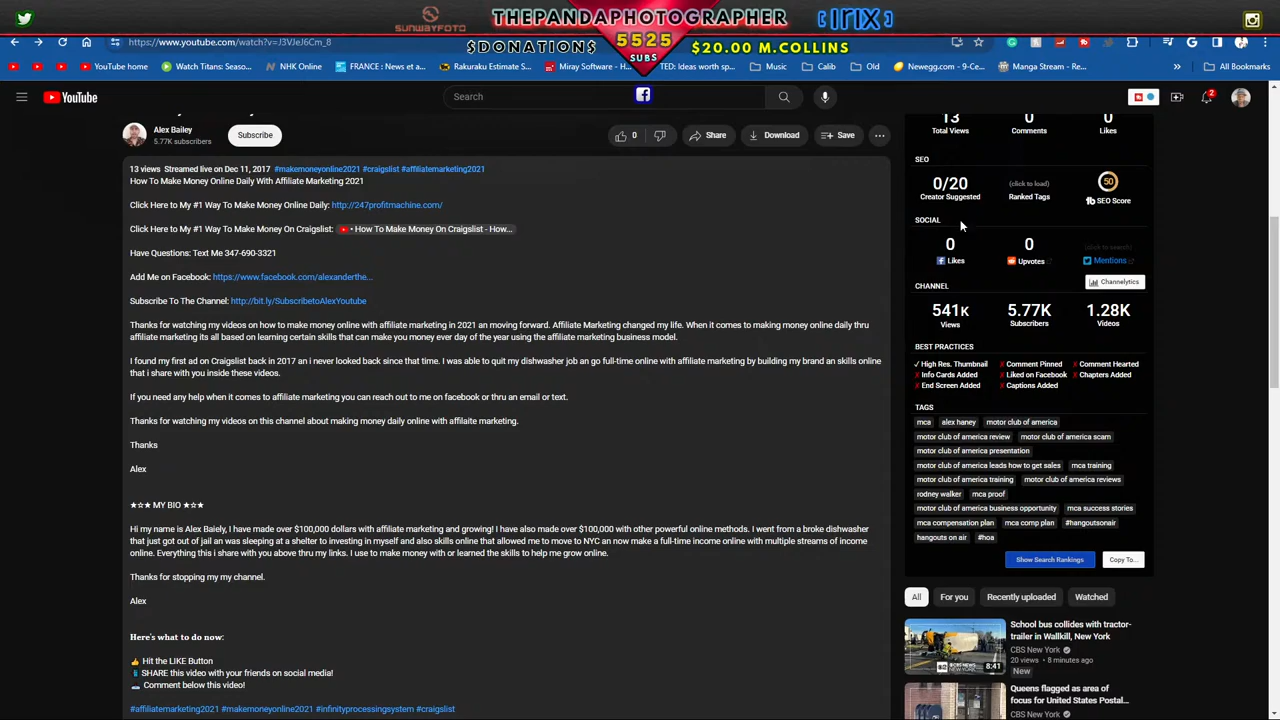 THEPANDAPHOTOGRAPHER
SUNWAYFOTO
IRIX
$DONATIONS$
5525
SUBS
$20.00 M.COLLINS
https://www.youtube.com/watch?v=J3VJeJ6Cm_8
YouTube home
Watch Titans: Seaso...
NHK Online
FRANCE : News et a...
Rakuraku Estimate S...
Miray Software - H...
TED: Ideas worth sp...
Music
Calib
Old
Newegg.com - 9-Ce...
Manga Stream - Re...
»
All Bookmarks
YouTube
Search
2
Alex Bailey
5.77K subscribers
Subscribe
0
Share
Download
Save
13 views Streamed live on Dec 11, 2017 #makemoneyonline2021 #craigslist #affiliatemarketing2021
How To Make Money Online Daily With Affiliate Marketing 2021
Click Here to My #1 Way To Make Money Online Daily: http://247profitmachine.com/
Click Here to My #1 Way To Make Money On Craigslist: • How To Make Money On Craigslist - How...
Have Questions: Text Me 347-690-3321
Add Me on Facebook: https://www.facebook.com/alexanderthe...
Subscribe To The Channel: http://bit.ly/SubscribetoAlexYoutube
Thanks for watching my videos on how to make money online with affiliate marketing in 2021 an moving forward. Affiliate Marketing changed my life. When it comes to making money online daily thru
affiliate marketing its all based on learning certain skills that can make you money ever day of the year using the affiliate marketing business model.
I found my first ad on Craigslist back in 2017 an i never looked back since that time. I was able to quit my dishwasher job an go full-time online with affiliate marketing by building my brand an skills online
that i share with you inside these videos.
If you need any help when it comes to affiliate marketing you can reach out to me on facebook or thru an email or text.
Thanks for watching my videos on this channel about making money daily online with affilaite marketing.
Thanks
Alex
★☆★ MY BIO ★☆★
Hi my name is Alex Baiely, I have made over $100,000 dollars with affiliate marketing and growing! I have also made over $100,000 with other powerful online methods. I went from a broke dishwasher
that just got out of jail an was sleeping at a shelter to investing in myself and also skills online that allowed me to move to NYC an now make a full-time income online with multiple streams of income
online. Everything this i share with you above thru my links. I use to make money with or learned the skills to help me grow online.
Thanks for stopping my my channel.
Alex
Here's what to do now:
👍 Hit the LIKE Button
SHARE this video with your friends on social media!
Comment below this video!
#affiliatemarketing2021 #makemoneyonline2021 #infinityprocessingsystem #craigslist
13 0 0
Total Views Comments Likes
SEO
0/20 (click to load) 50
Creator Suggested Ranked Tags tb SEO Score
SOCIAL
0 0 (click to search)
Likes Upvotes Mentions
CHANNEL
Channelytics
541K 5.77K 1.28K
Views Subscribers Videos
BEST PRACTICES
✓ High Res. Thumbnail ✗ Comment Pinned ✗ Comment Hearted
✗ Info Cards Added ✗ Liked on Facebook ✗ Chapters Added
✗ End Screen Added ✗ Captions Added
TAGS
mca alex haney motor club of america
motor club of america review motor club of america scam
motor club of america presentation
motor club of america leads how to get sales mca training
motor club of america training motor club of america reviews
rodney walker mca proof
motor club of america business opportunity mca success stories
mca compensation plan mca comp plan #hangoutsonair
hangouts on air #hoa
Show Search Rankings Copy To...
All For you Recently uploaded Watched
School bus collides with tractor-
trailer in Wallkill, New York
CBS New York
20 views • 8 minutes ago
New
8:41
Queens flagged as area of
focus for United States Postal...
CBS New York